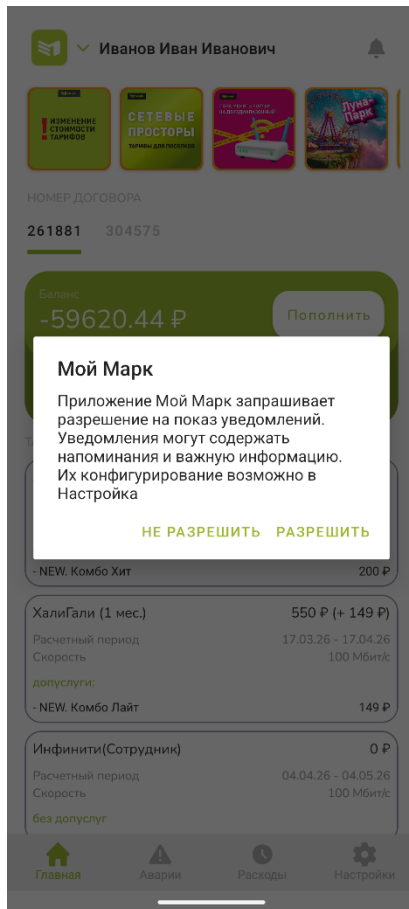 Иванов Иван Иванович
ИЗМЕНЕНИЕ
СТОИМОСТИ
ТАРИФОВ
СЕТЕВЫЕ
ПРОСТОРЫ
ТАРИФЫ ДЛЯ ПОСЕЛКОВ
Луна-
Парк
НОМЕР ДОГОВОРА
261881 304575
Баланс
-59620.44 ₽
Пополнить
Мой Марк
Приложение Мой Марк запрашивает
разрешение на показ уведомлений.
Уведомления могут содержать
напоминания и важную информацию.
Их конфигурирование возможно в
Настройка
НЕ РАЗРЕШИТЬ РАЗРЕШИТЬ
- NEW. Комбо Хит 200 ₽
ХалиГали (1 мес.) 550 ₽ (+ 149 ₽)
Расчетный период 17.03.26 - 17.04.26
Скорость 100 Мбит/с
допуслуги:
- NEW. Комбо Лайт 149 ₽
Инфинити(Сотрудник) 0 ₽
Расчетный период 04.04.26 - 04.05.26
Скорость 100 Мбит/с
без допуслуг
Главная Аварии Расходы Настройки